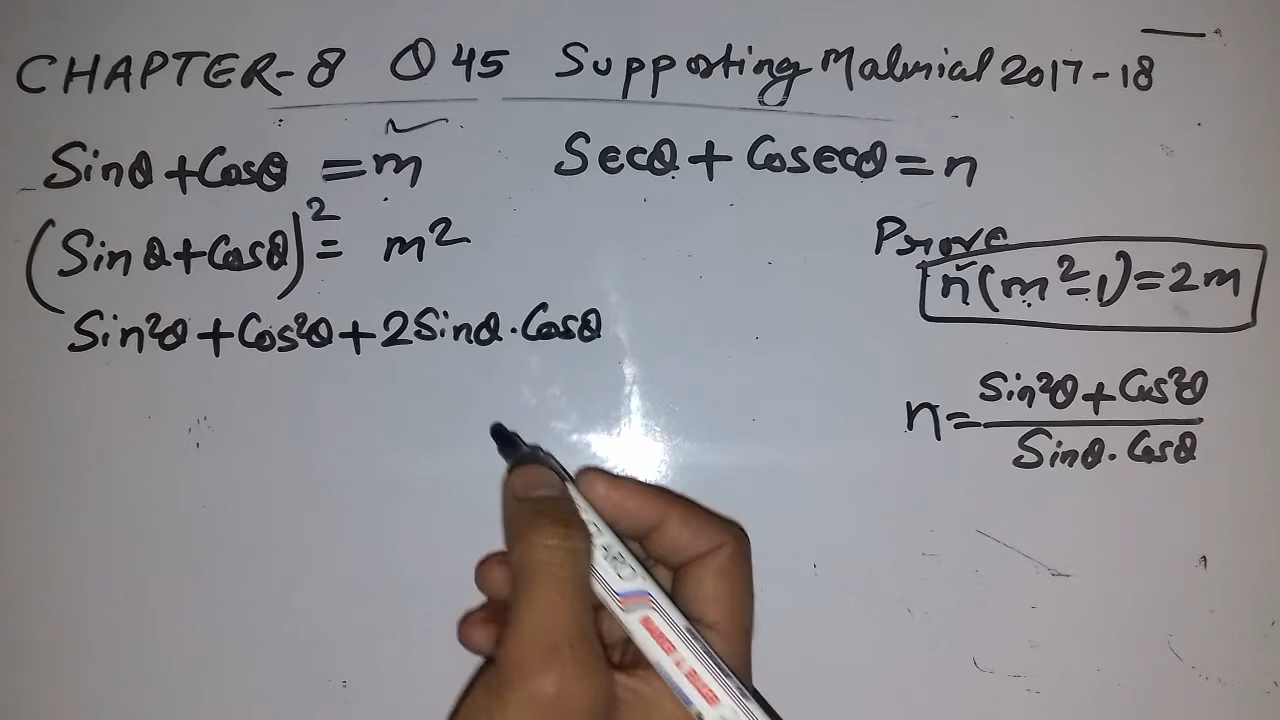 CHAPTER-8 Q 45 Supporting Material 2017-18
Sinθ + Cosθ = m
Secθ + Cosecθ = n
(Sinθ + Cosθ)² = m²
Prove
n(m²-1) = 2m
Sin²θ + Cos²θ + 2Sinθ·Cosθ
n = Sin²θ + Cos²θ
Sinθ·Cosθ